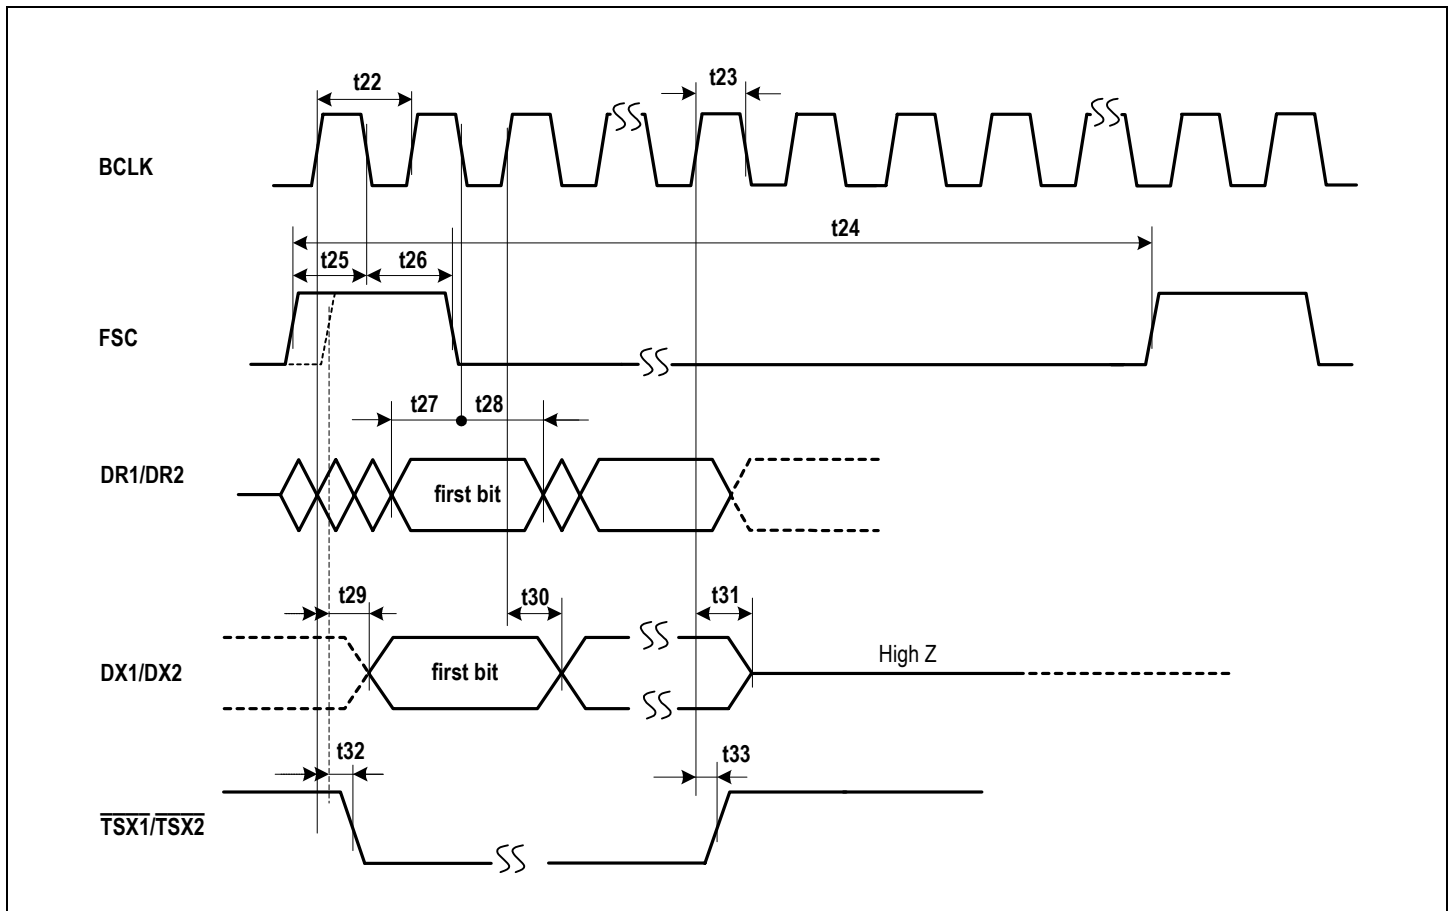 t22
t23
BCLK
t24
t25
t26
FSC
t27
t28
DR1/DR2
first bit
t29
t30
t31
DX1/DX2
first bit
High Z
t32
t33
TSX1/TSX2